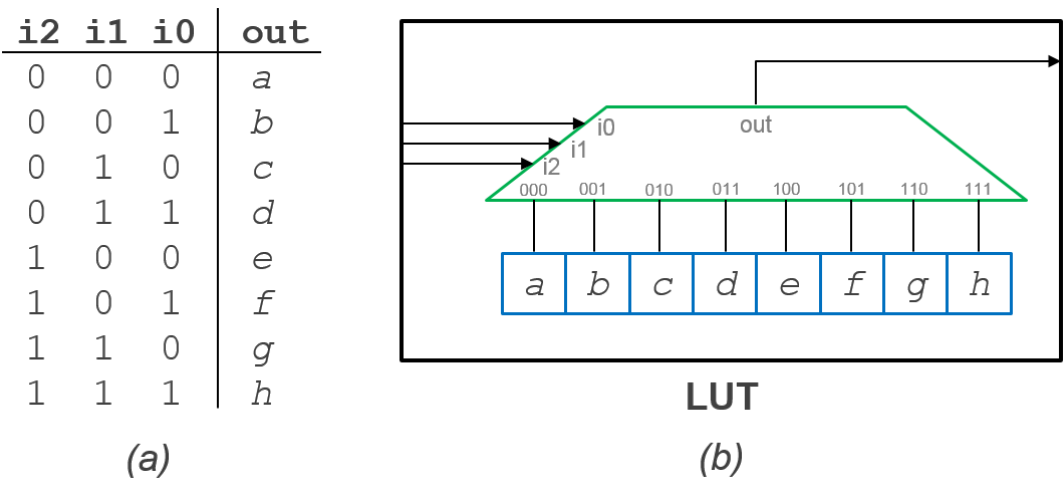 i2 i1 i0 out
0 0 0 a
0 0 1 b
0 1 0 c
0 1 1 d
1 0 0 e
1 0 1 f
1 1 0 g
1 1 1 h
(a)
out
i0
i1
i2
000 001 010 011 100 101 110 111
a b c d e f g h
LUT
(b)